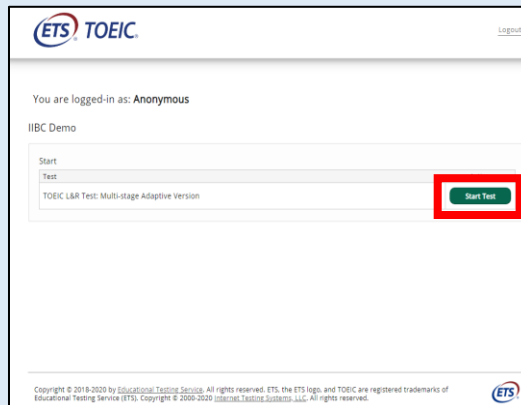 ETS TOEIC.
Logout
You are logged-in as: Anonymous
IIBC Demo
Start
Test
TOEIC L&R Test: Multi-stage Adaptive Version
Start Test
Copyright © 2018-2020 by Educational Testing Service. All rights reserved. ETS, the ETS logo, and TOEIC are registered trademarks of
Educational Testing Service (ETS). Copyright © 2000-2020 Internet Testing Systems, LLC. All rights reserved.
ETS